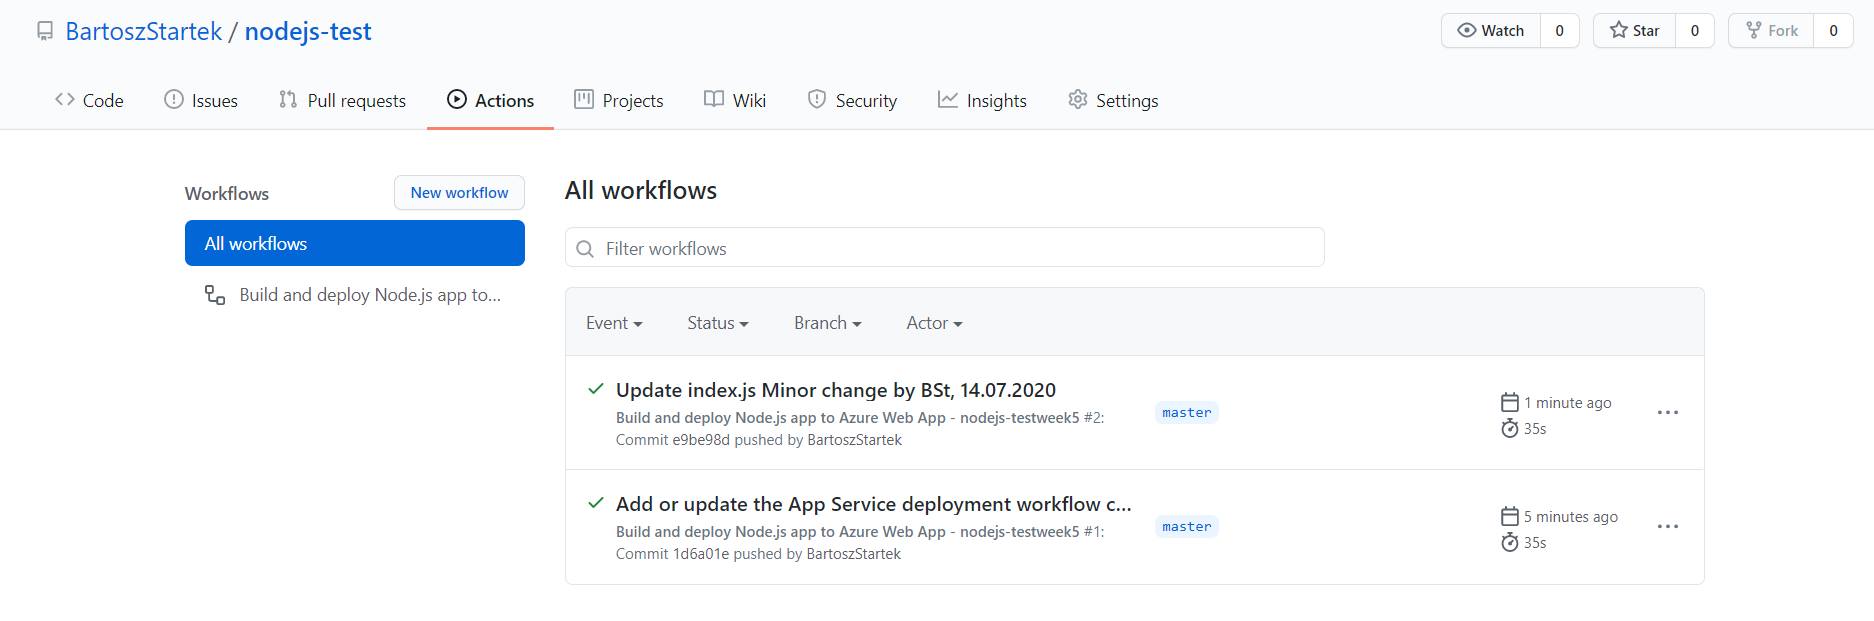 BartoszStartek / nodejs-test
Watch 0 Star 0 Fork 0
Code Issues Pull requests Actions Projects Wiki Security Insights Settings
Workflows
New workflow
All workflows
Build and deploy Node.js app to...
All workflows
Filter workflows
Event Status Branch Actor
Update index.js Minor change by BSt, 14.07.2020
Build and deploy Node.js app to Azure Web App - nodejs-testweek5 #2:
Commit e9be98d pushed by BartoszStartek
master
1 minute ago
35s
Add or update the App Service deployment workflow c...
Build and deploy Node.js app to Azure Web App - nodejs-testweek5 #1:
Commit 1d6a01e pushed by BartoszStartek
master
5 minutes ago
35s